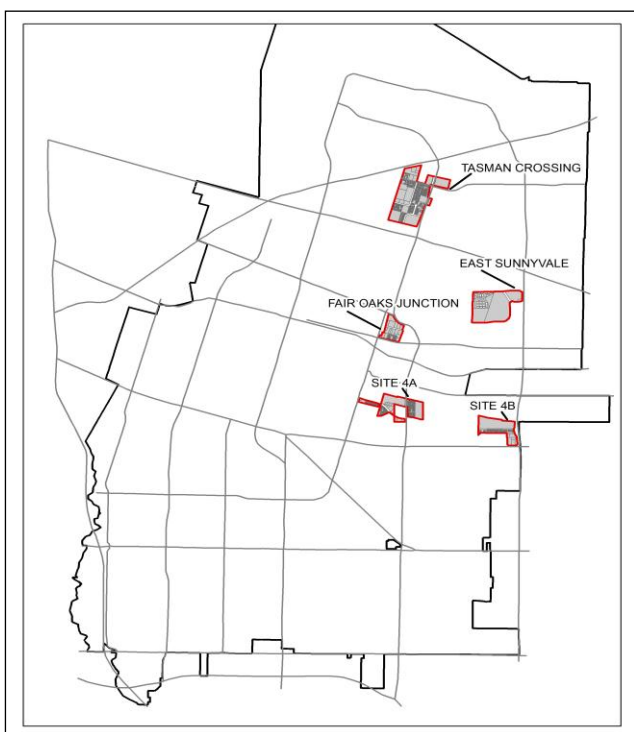 TASMAN CROSSING
EAST SUNNYVALE
FAIR OAKS JUNCTION
SITE 4A
SITE 4B